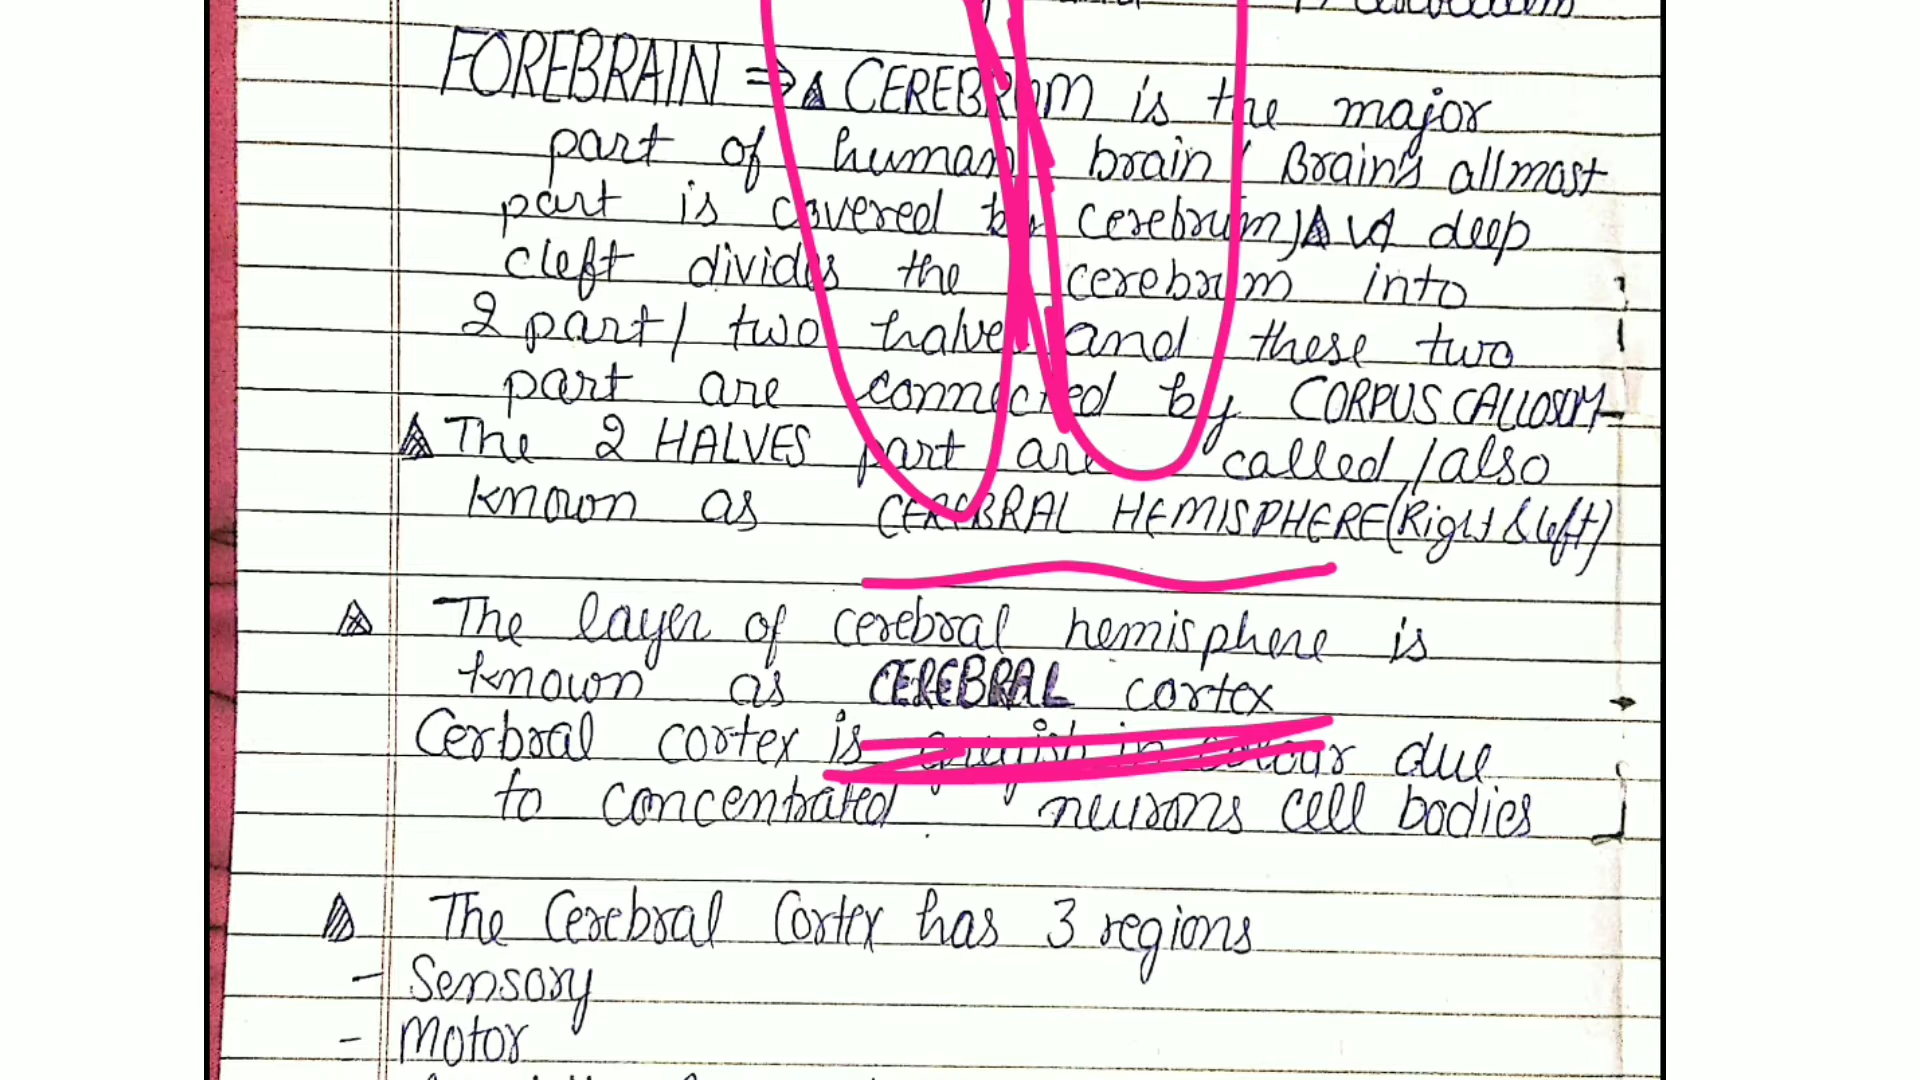 FOREBRAIN ⇒ CEREBRUM is the major
part of human brain / Brain's allmost
part is covered by cerebrum) A deep
cleft divides the cerebrum into
2 part / two halves and these two
part are connected by CORPUS CALLOSUM
The 2 HALVES part are called / also
known as CEREBRAL HEMISPHERE (Right & left)
The layer of cerebral hemisphere is
known as CEREBRAL cortex
Cerbral cortex is greyish in colour due
to concentrated neurons cell bodies
The Cerebral Cortex has 3 regions
- Sensory
- Motor